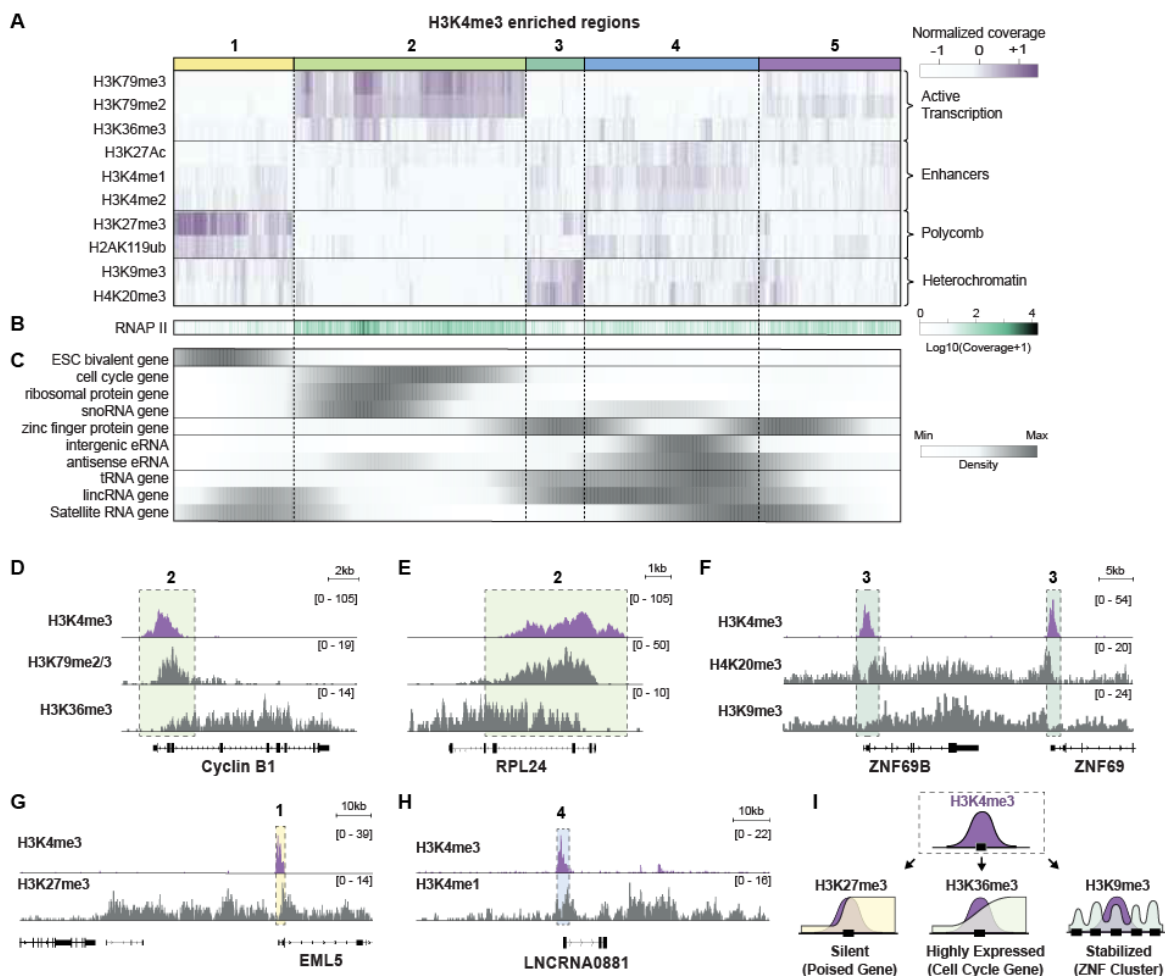 A
H3K4me3 enriched regions
1 2 3 4 5
Normalized coverage
-1 0 +1
H3K79me3
H3K79me2
H3K36me3
Active
Transcription
H3K27Ac
H3K4me1
H3K4me2
Enhancers
H3K27me3
H2AK119ub
Polycomb
H3K9me3
H4K20me3
Heterochromatin
B
RNAP II
0 2 4
Log10(Coverage+1)
C
ESC bivalent gene
cell cycle gene
ribosomal protein gene
snoRNA gene
zinc finger protein gene
intergenic eRNA
antisense eRNA
tRNA gene
lincRNA gene
Satellite RNA gene
Min Max
Density
D
2
2kb
[0 - 105]
H3K4me3
[0 - 19]
H3K79me2/3
[0 - 14]
H3K36me3
Cyclin B1
E
2
1kb
[0 - 105]
[0 - 50]
[0 - 10]
RPL24
F
3 3
5kb
[0 - 54]
H3K4me3
[0 - 20]
H4K20me3
[0 - 24]
H3K9me3
ZNF69B ZNF69
G
1
10kb
[0 - 39]
H3K4me3
[0 - 14]
H3K27me3
EML5
H
4
10kb
[0 - 22]
H3K4me3
[0 - 16]
H3K4me1
LNCRNA0881
I
H3K4me3
H3K27me3 H3K36me3 H3K9me3
Silent
(Poised Gene)
Highly Expressed
(Cell Cycle Gene)
Stabilized
(ZNF Cluster)